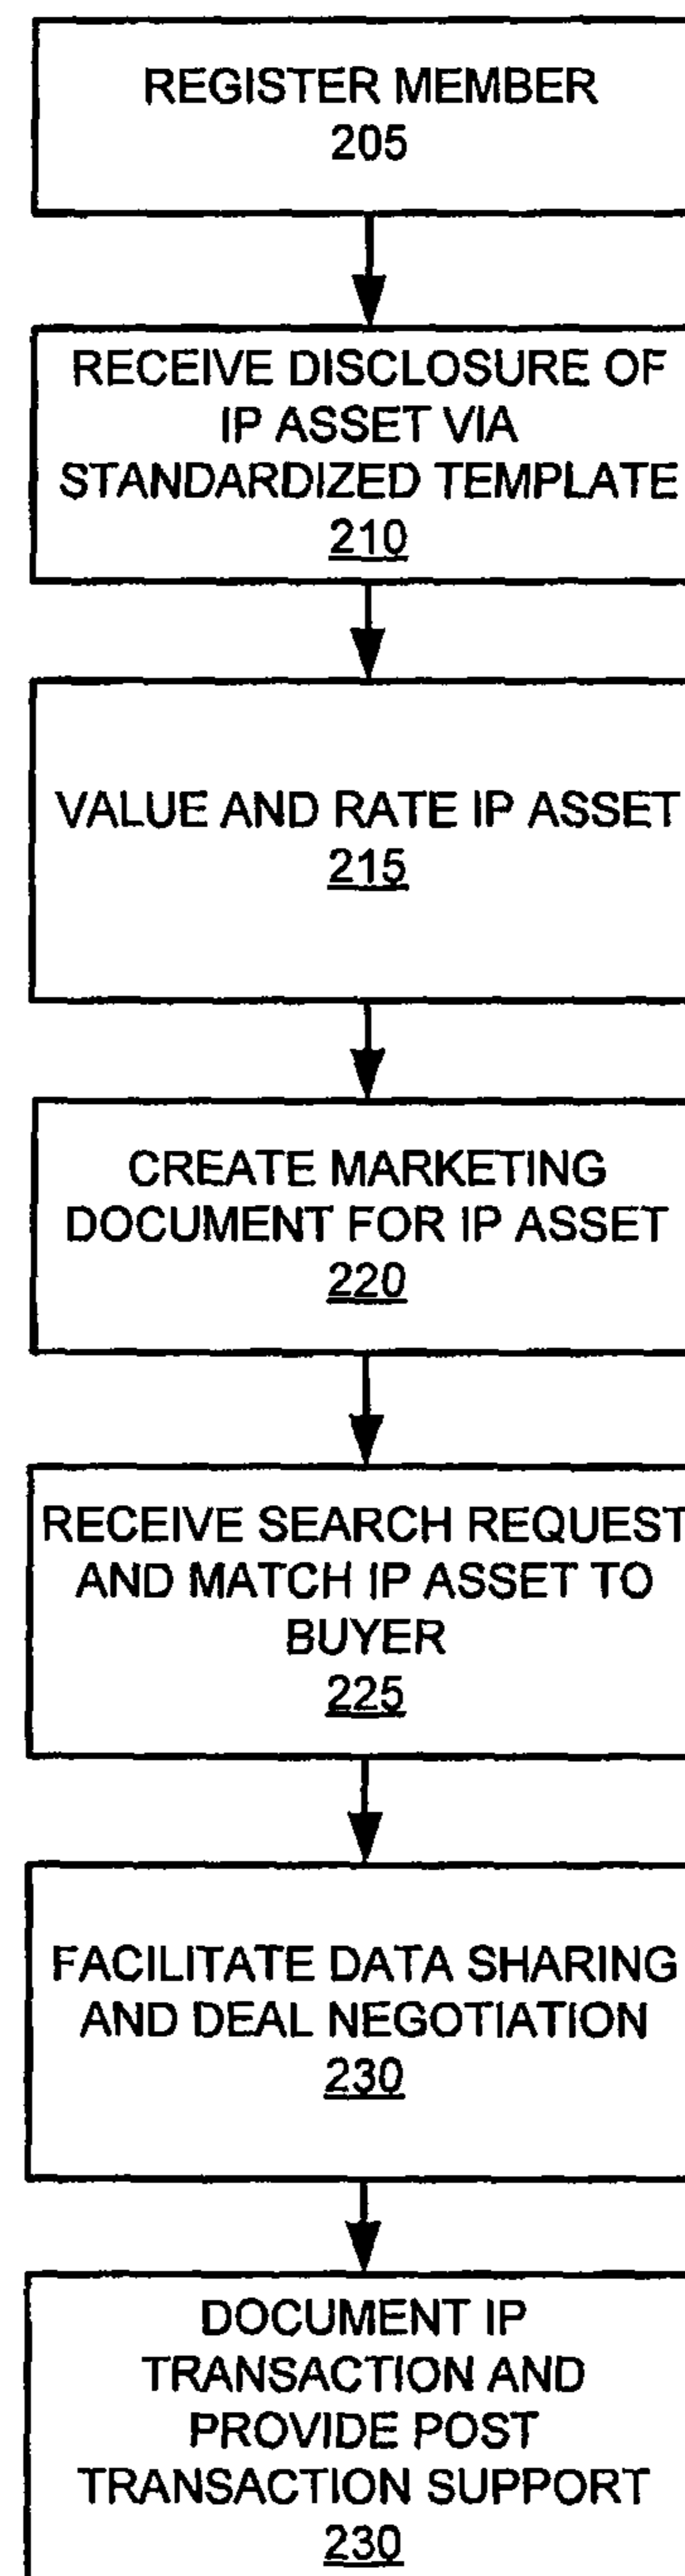 REGISTER MEMBER
205
RECEIVE DISCLOSURE OF
IP ASSET VIA
STANDARDIZED TEMPLATE
210
VALUE AND RATE IP ASSET
215
CREATE MARKETING
DOCUMENT FOR IP ASSET
220
RECEIVE SEARCH REQUEST
AND MATCH IP ASSET TO
BUYER
225
FACILITATE DATA SHARING
AND DEAL NEGOTIATION
230
DOCUMENT IP
TRANSACTION AND
PROVIDE POST
TRANSACTION SUPPORT
230